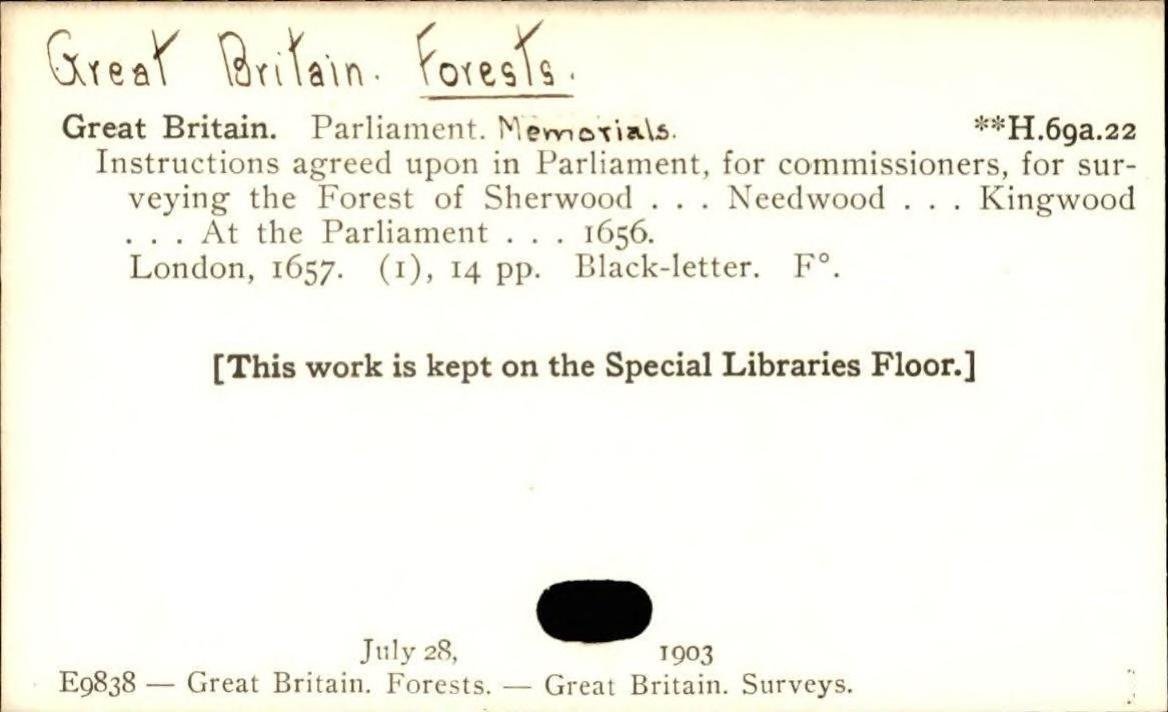 Great Britain. Forests.
Great Britain. Parliament. Memorials. **H.69a.22
Instructions agreed upon in Parliament, for commissioners, for sur-
veying the Forest of Sherwood . . . Needwood . . . Kingwood
. . . At the Parliament . . . 1656.
London, 1657. (1), 14 pp. Black-letter. F°.
[This work is kept on the Special Libraries Floor.]
July 28, 1903
E9838 — Great Britain. Forests. — Great Britain. Surveys.